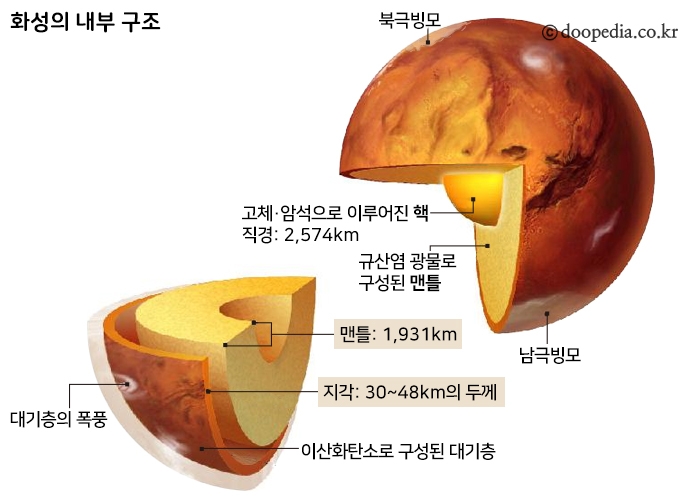 화성의 내부 구조
북극빙모
ⓒdoopedia.co.kr
고체·암석으로 이루어진 핵
직경: 2,574km
규산염 광물로
구성된 맨틀
맨틀: 1,931km
남극빙모
지각: 30~48km의 두께
대기층의 폭풍
이산화탄소로 구성된 대기층